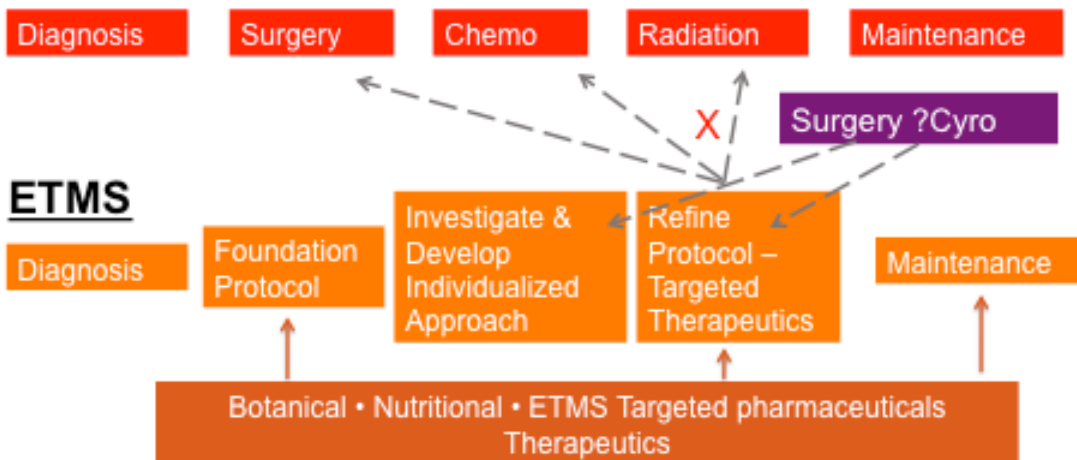 Diagnosis
Surgery
Chemo
Radiation
Maintenance
X
Surgery ?Cyro
ETMS
Diagnosis
Foundation
Protocol
Investigate &
Develop
Individualized
Approach
Refine
Protocol –
Targeted
Therapeutics
Maintenance
Botanical • Nutritional • ETMS Targeted pharmaceuticals
Therapeutics